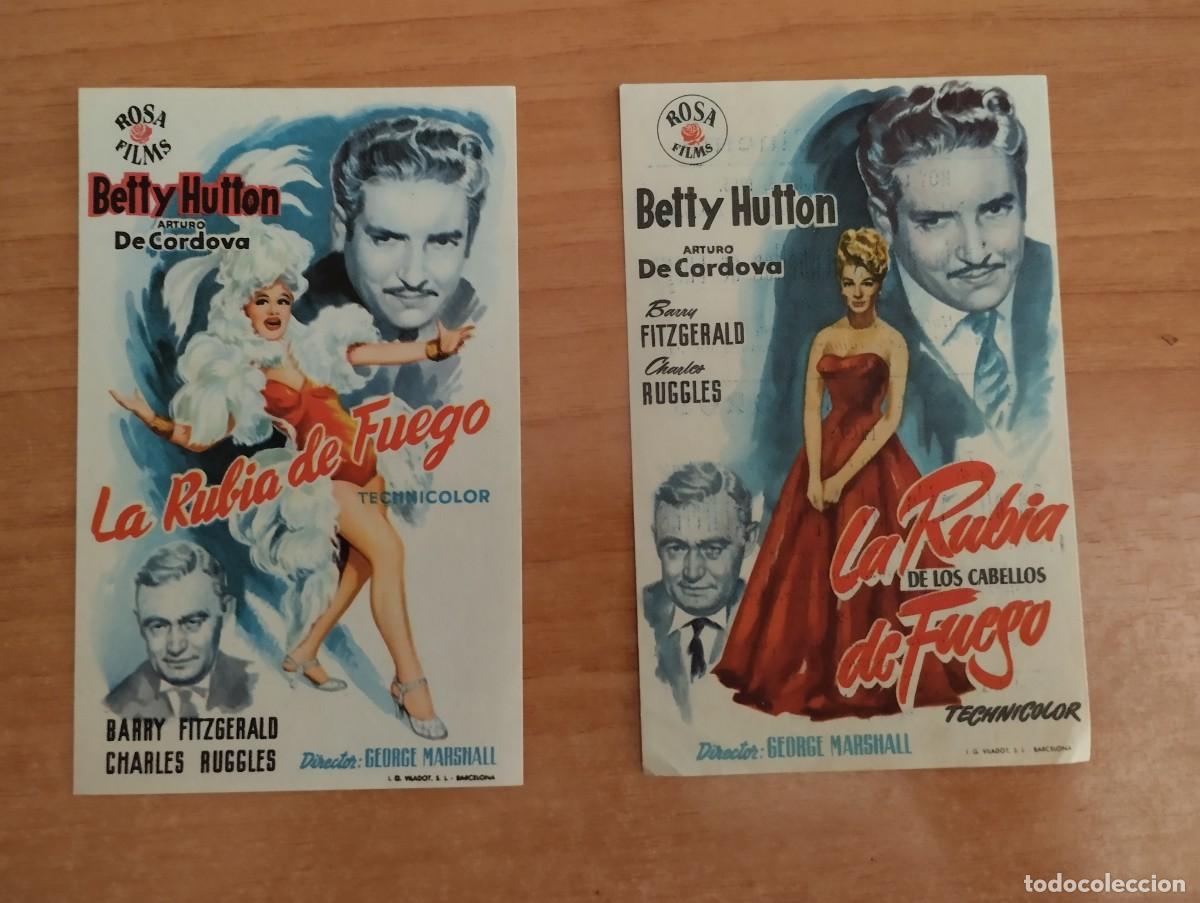 ROSA
FILMS
Betty Hutton
ARTURO
De Cordova
La Rubia de Fuego
TECHNICOLOR
BARRY FITZGERALD
CHARLES RUGGLES
Director: GEORGE MARSHALL
I. G. VILADOT, S. L. - BARCELONA
ROSA
FILMS
Betty Hutton
ARTURO
De Cordova
Barry
FITZGERALD
Charles
RUGGLES
La Rubia
DE LOS CABELLOS
de Fuego
TECHNICOLOR
Director: GEORGE MARSHALL
I. G. VILADOT, S. L. BARCELONA
todocoleccion